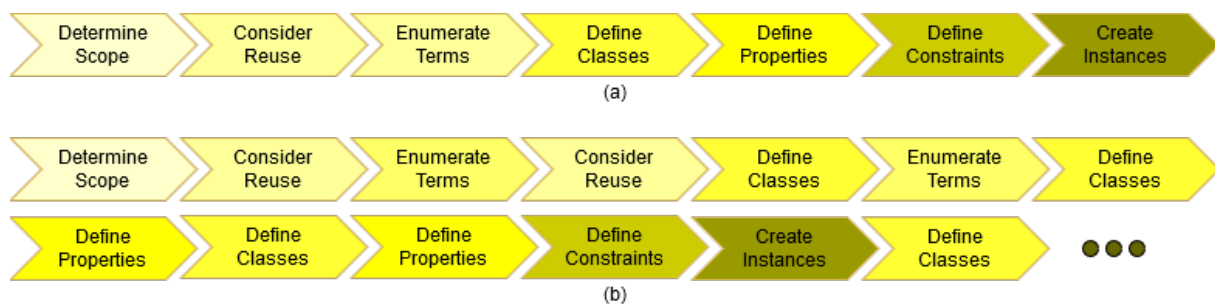 Determine Scope
Consider Reuse
Enumerate Terms
Define Classes
Define Properties
Define Constraints
Create Instances
(a)
Determine Scope
Consider Reuse
Enumerate Terms
Consider Reuse
Define Classes
Enumerate Terms
Define Classes
Define Properties
Define Classes
Define Properties
Define Constraints
Create Instances
Define Classes
(b)